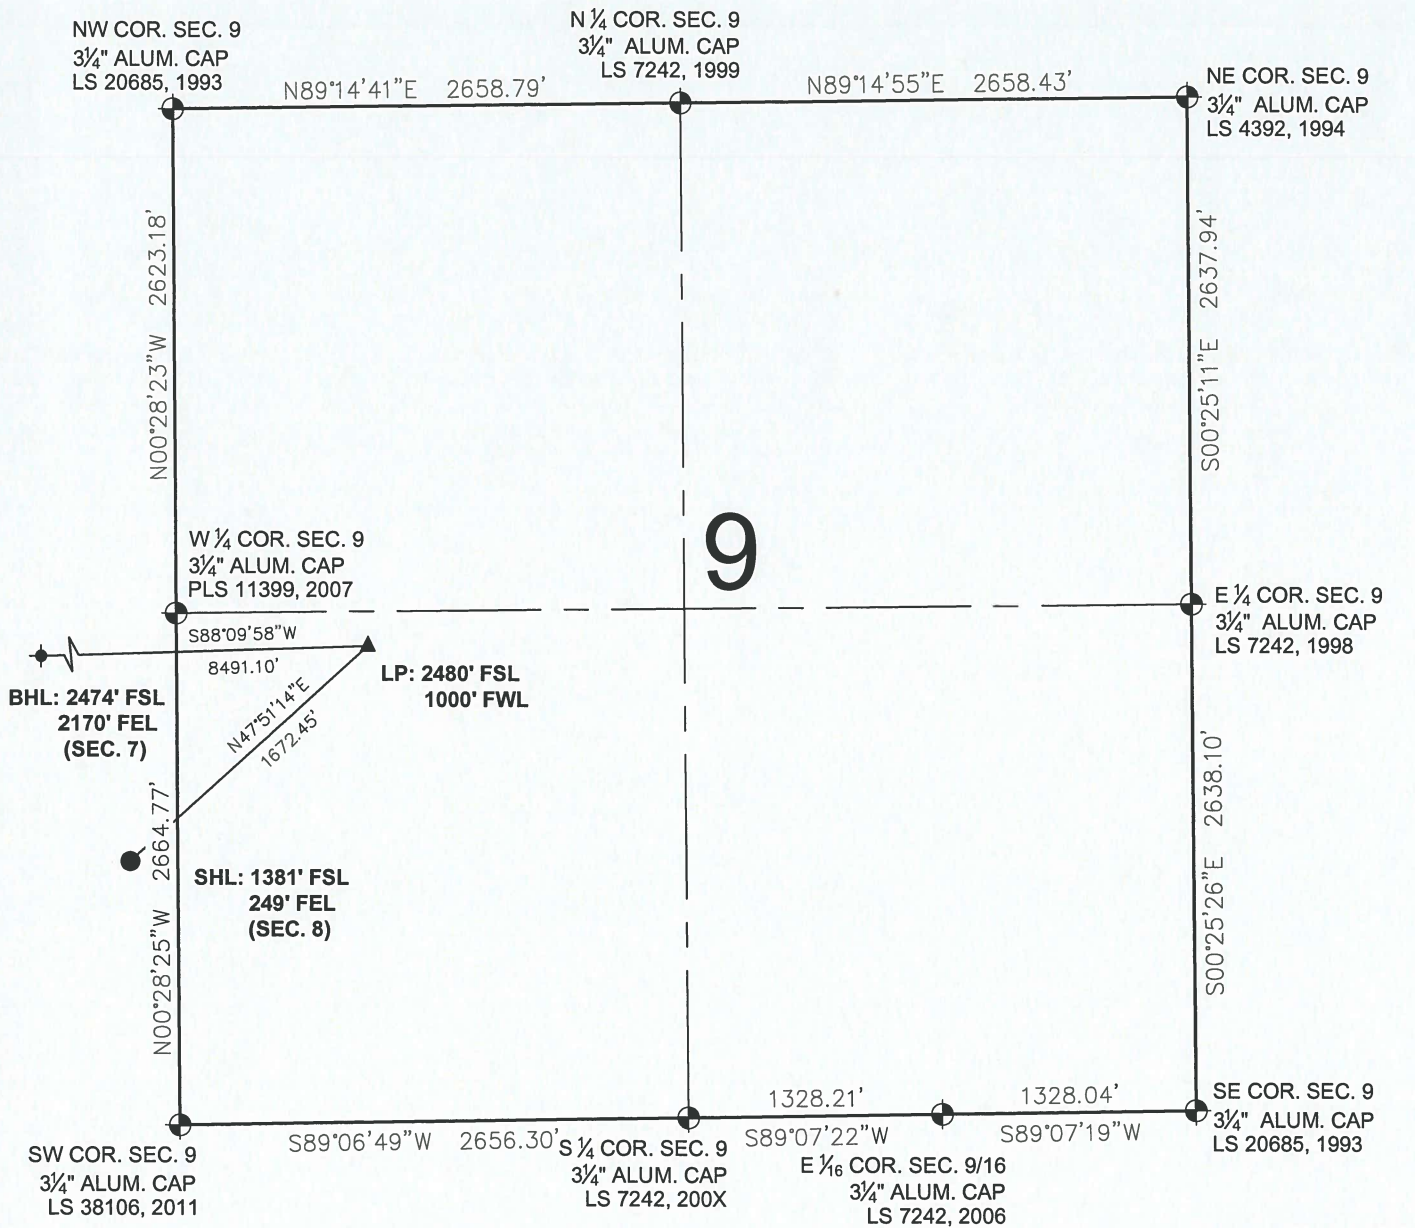 NW COR. SEC. 9
3¼" ALUM. CAP
LS 20685, 1993
N89°14'41"E 2658.79'
N ¼ COR. SEC. 9
3¼" ALUM. CAP
LS 7242, 1999
N89°14'55"E 2658.43'
NE COR. SEC. 9
3¼" ALUM. CAP
LS 4392, 1994
N00°28'23"W 2623.18'
S00°25'11"E 2637.94'
9
W ¼ COR. SEC. 9
3¼" ALUM. CAP
PLS 11399, 2007
E ¼ COR. SEC. 9
3¼" ALUM. CAP
LS 7242, 1998
S88°09'58"W
8491.10'
LP: 2480' FSL
1000' FWL
BHL: 2474' FSL
2170' FEL
(SEC. 7)
N47°51'14"E
1672.45'
SHL: 1381' FSL
249' FEL
(SEC. 8)
N00°28'25"W 2664.77'
S00°25'26"E 2638.10'
SW COR. SEC. 9
3¼" ALUM. CAP
LS 38106, 2011
S89°06'49"W 2656.30'
S ¼ COR. SEC. 9
3¼" ALUM. CAP
LS 7242, 200X
1328.21'
S89°07'22"W
E 1⁄16 COR. SEC. 9/16
3¼" ALUM. CAP
LS 7242, 2006
1328.04'
S89°07'19"W
SE COR. SEC. 9
3¼" ALUM. CAP
LS 20685, 1993